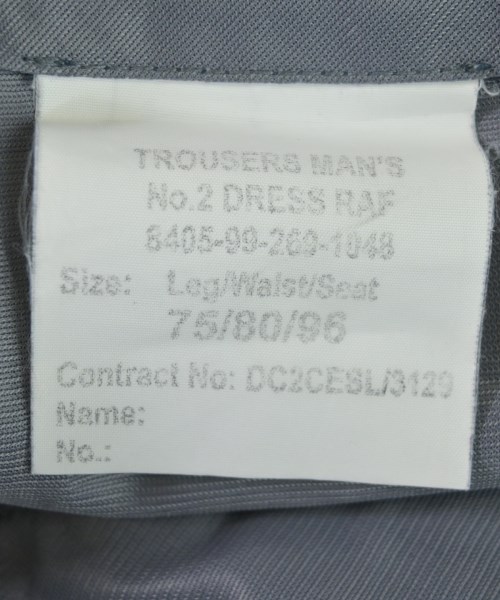 TROUSERS MAN'S
No.2 DRESS RAF
8405-99-269-1048
Size: Leg/Waist/Seat
75/80/96
Contract No: DC2CESL/3129
Name:
No.: